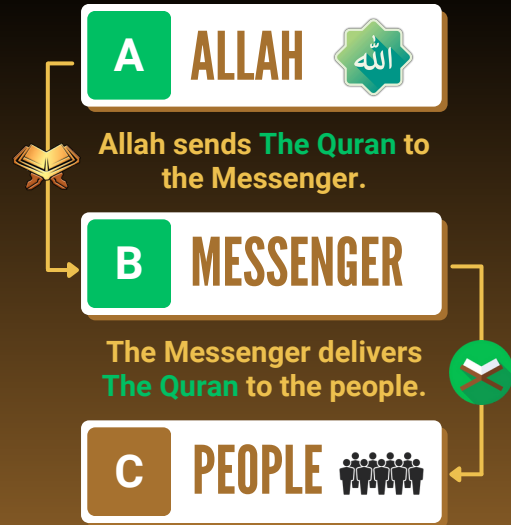 A ALLAH الله
Allah sends The Quran to
the Messenger.
B MESSENGER
The Messenger delivers
The Quran to the people.
C PEOPLE